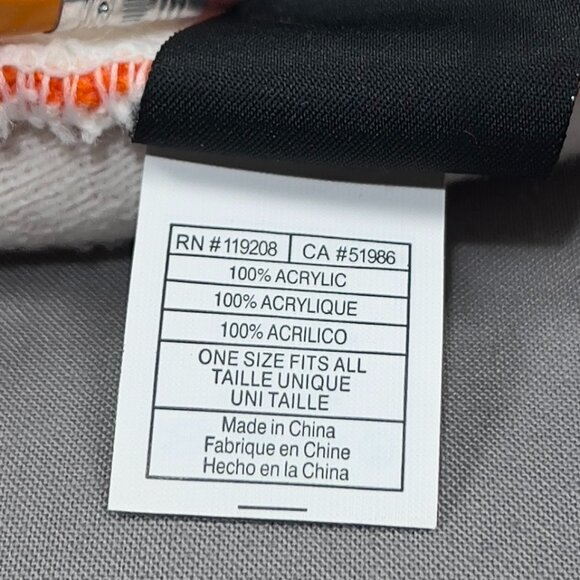 RN #119208 CA #51986
100% ACRYLIC
100% ACRYLIQUE
100% ACRILICO
ONE SIZE FITS ALL
TAILLE UNIQUE
UNI TAILLE
Made in China
Fabrique en Chine
Hecho en la China